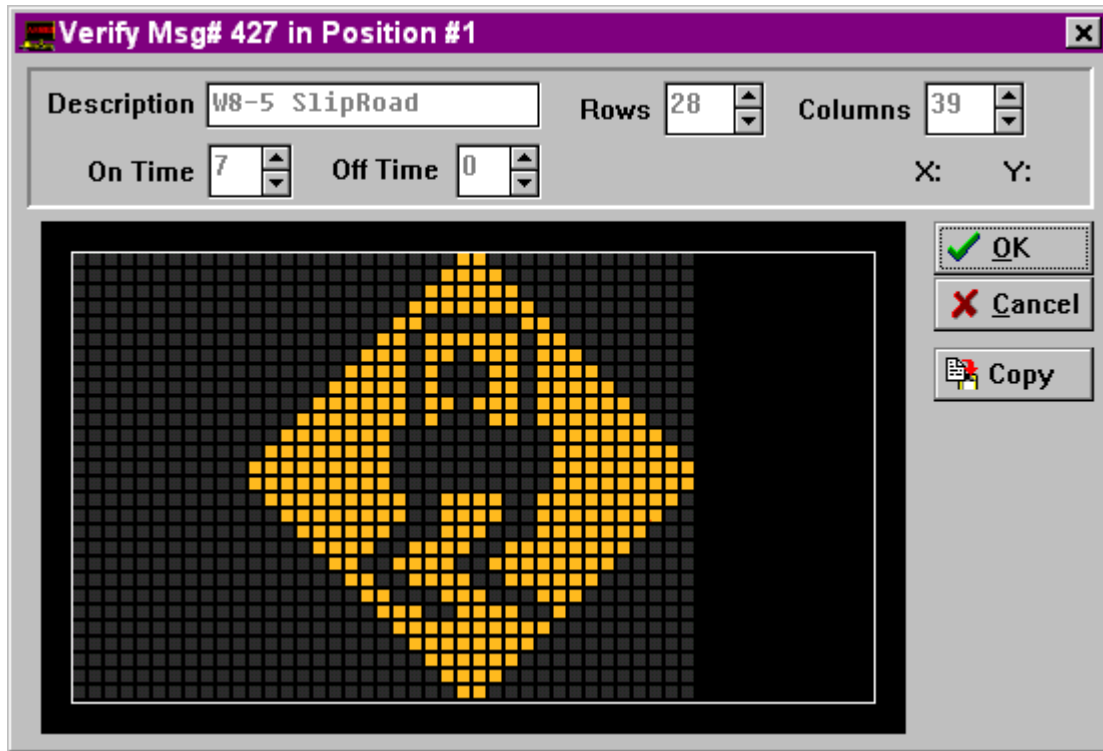 Verify Msg# 427 in Position #1
Description W8-5 SlipRoad Rows 28 Columns 39
On Time 7 Off Time 0 X: Y:
OK
Cancel
Copy